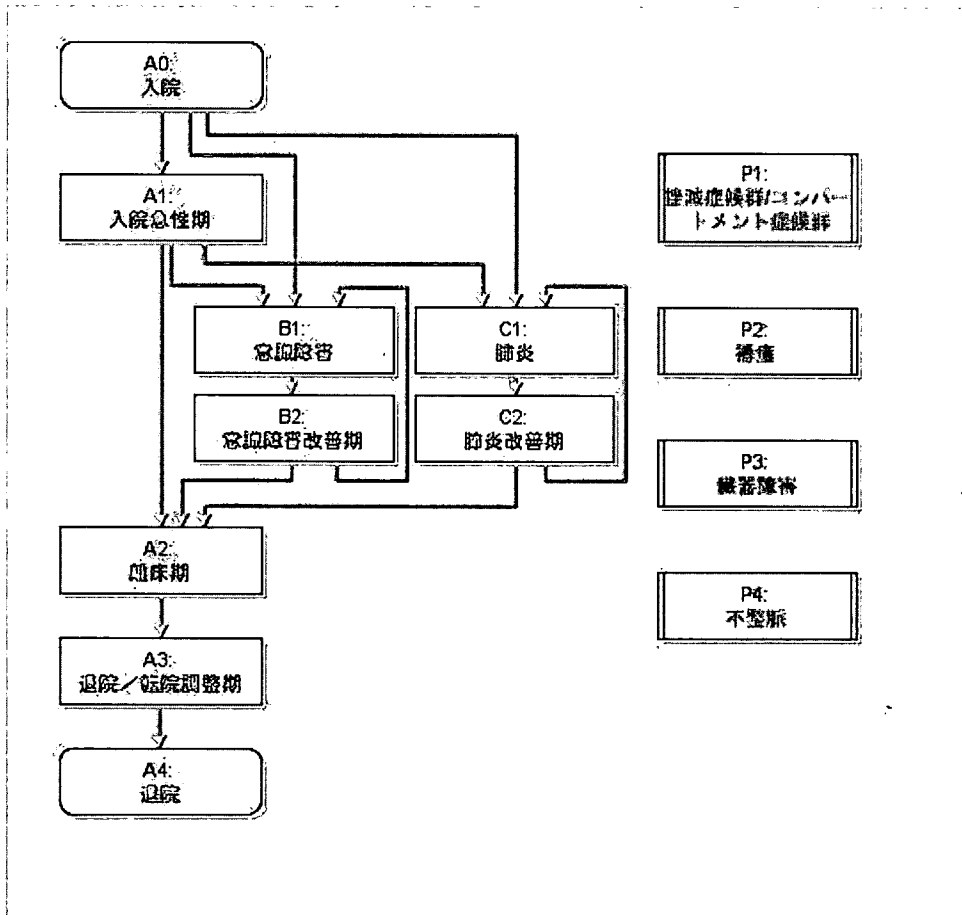 A0:
入院
A1:
入院急性期
B1:
意識障害
C1:
肺炎
B2:
意識障害改善期
C2:
肺炎改善期
A2:
臨床期
A3:
退院/転院調整期
A4:
退院
P1:
挫滅症候群/コンパー
トメント症候群
P2:
褥瘡
P3:
臓器障害
P4:
不整脈